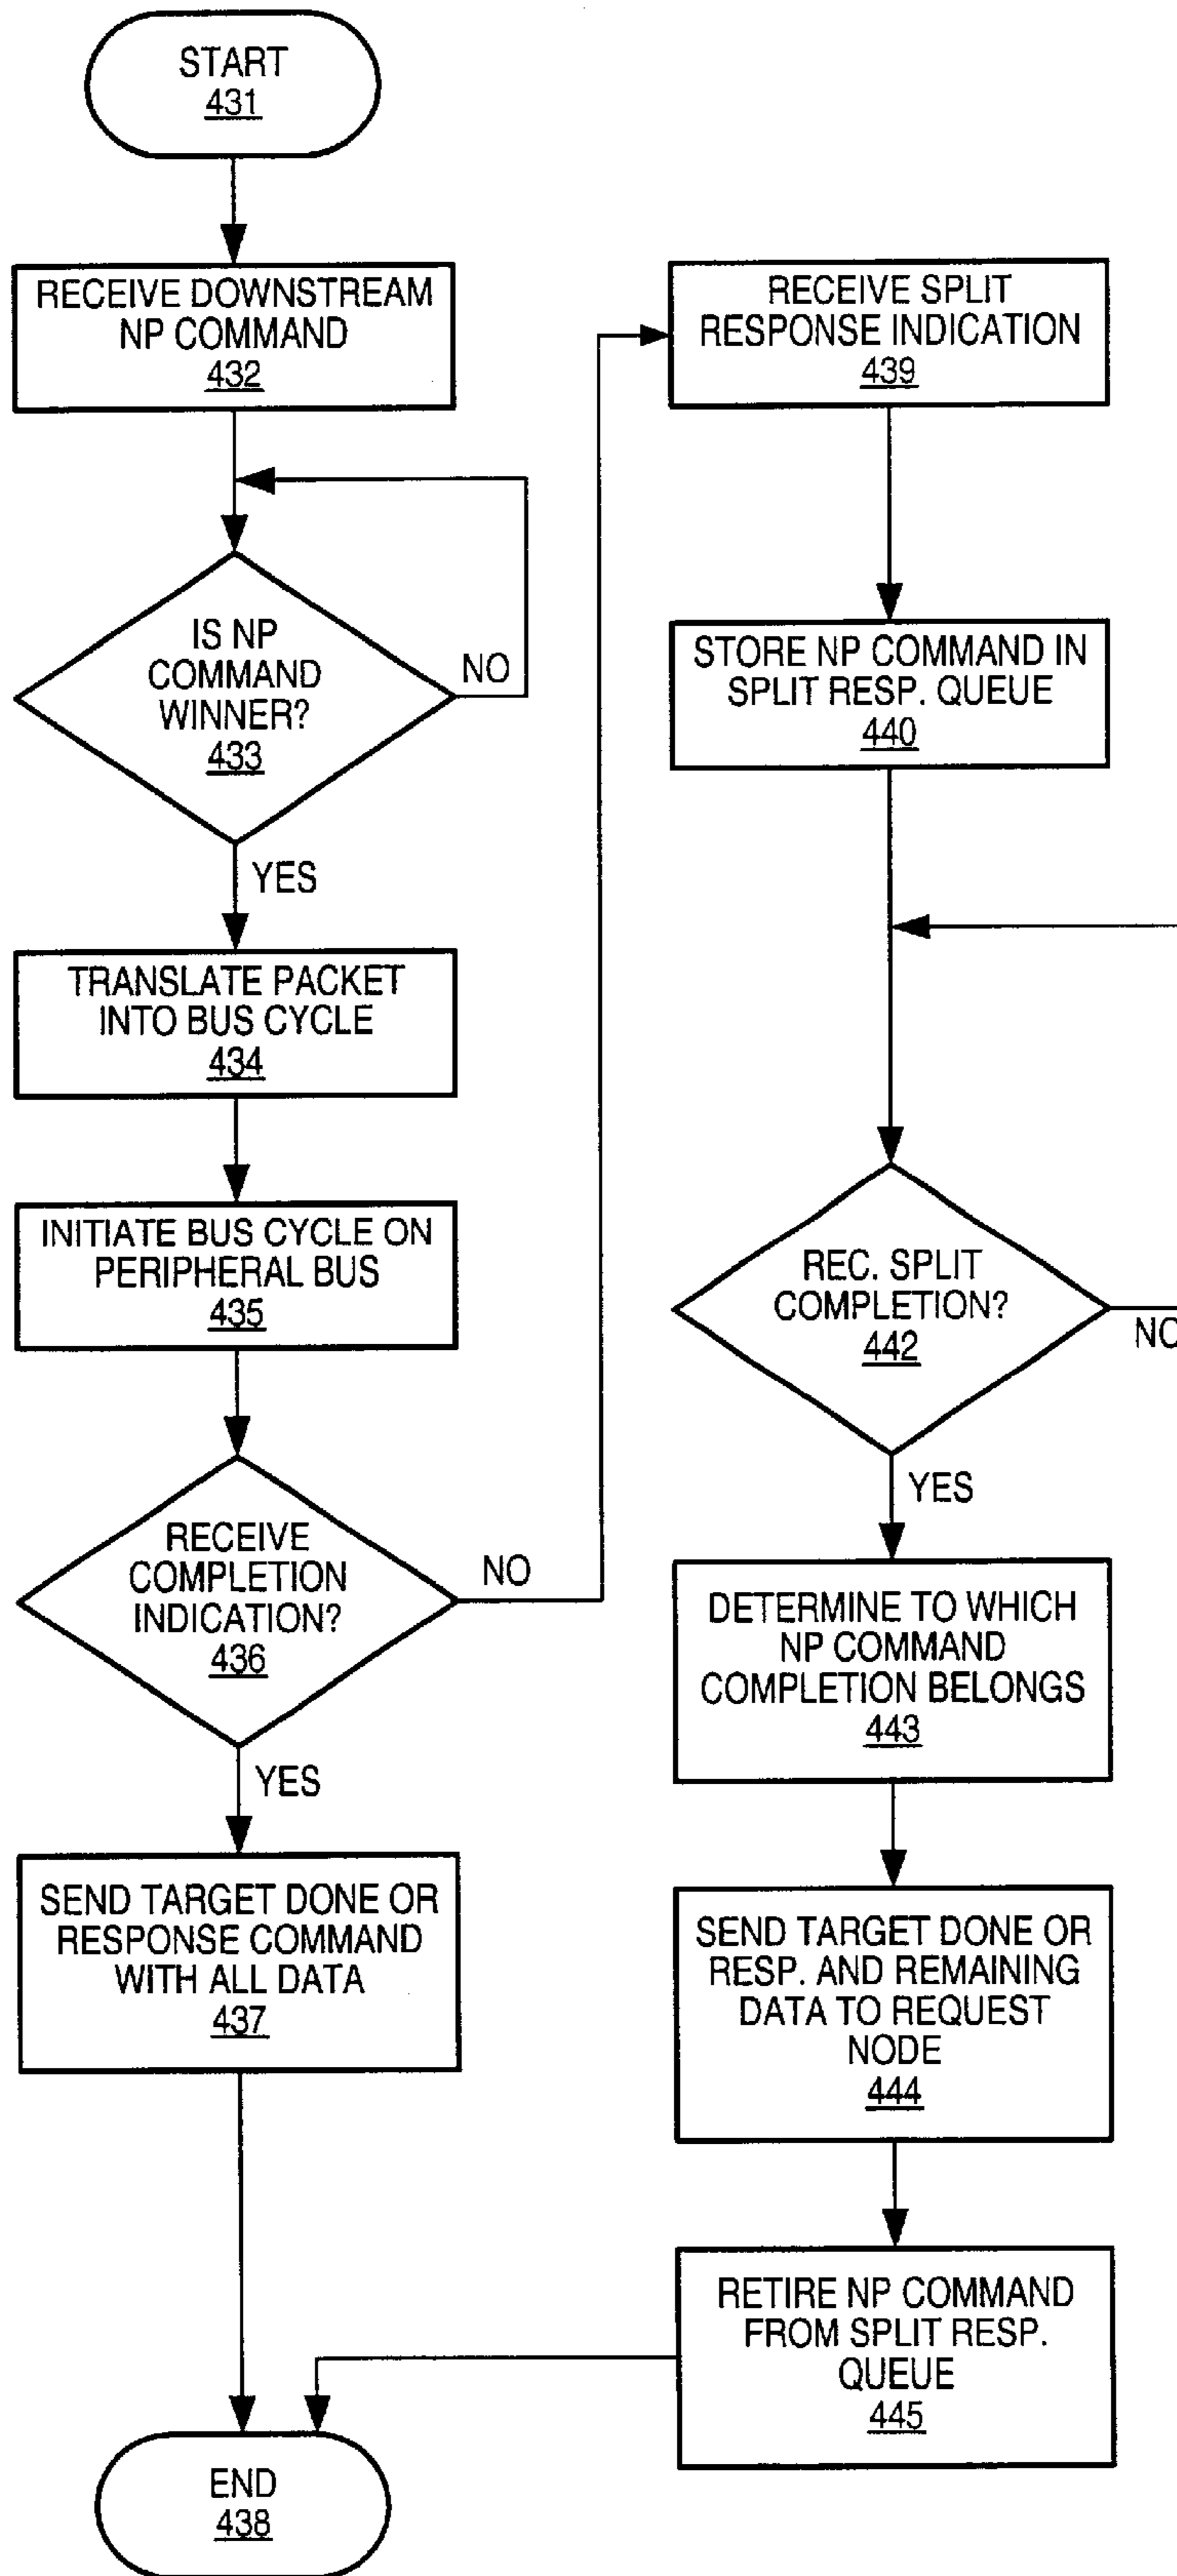 START
431
RECEIVE DOWNSTREAM
NP COMMAND
432
IS NP
COMMAND
WINNER?
433
NO
YES
TRANSLATE PACKET
INTO BUS CYCLE
434
INITIATE BUS CYCLE ON
PERIPHERAL BUS
435
RECEIVE
COMPLETION
INDICATION?
436
NO
YES
SEND TARGET DONE OR
RESPONSE COMMAND
WITH ALL DATA
437
END
438
RECEIVE SPLIT
RESPONSE INDICATION
439
STORE NP COMMAND IN
SPLIT RESP. QUEUE
440
REC. SPLIT
COMPLETION?
442
NO
YES
DETERMINE TO WHICH
NP COMMAND
COMPLETION BELONGS
443
SEND TARGET DONE OR
RESP. AND REMAINING
DATA TO REQUEST
NODE
444
RETIRE NP COMMAND
FROM SPLIT RESP.
QUEUE
445